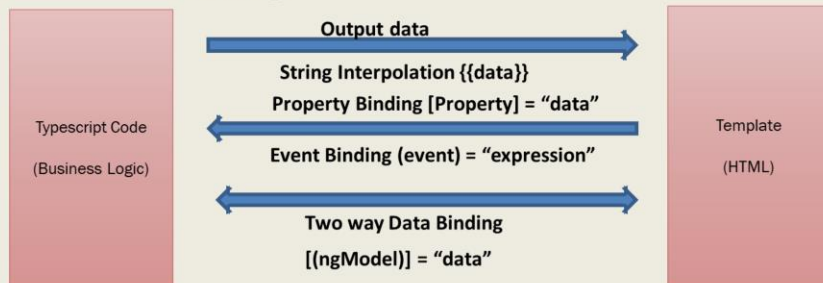 Output data
String Interpolation {{data}}
Property Binding [Property] = “data”
Typescript Code
(Business Logic)
Template
(HTML)
Event Binding (event) = “expression”
Two way Data Binding
[(ngModel)] = “data”